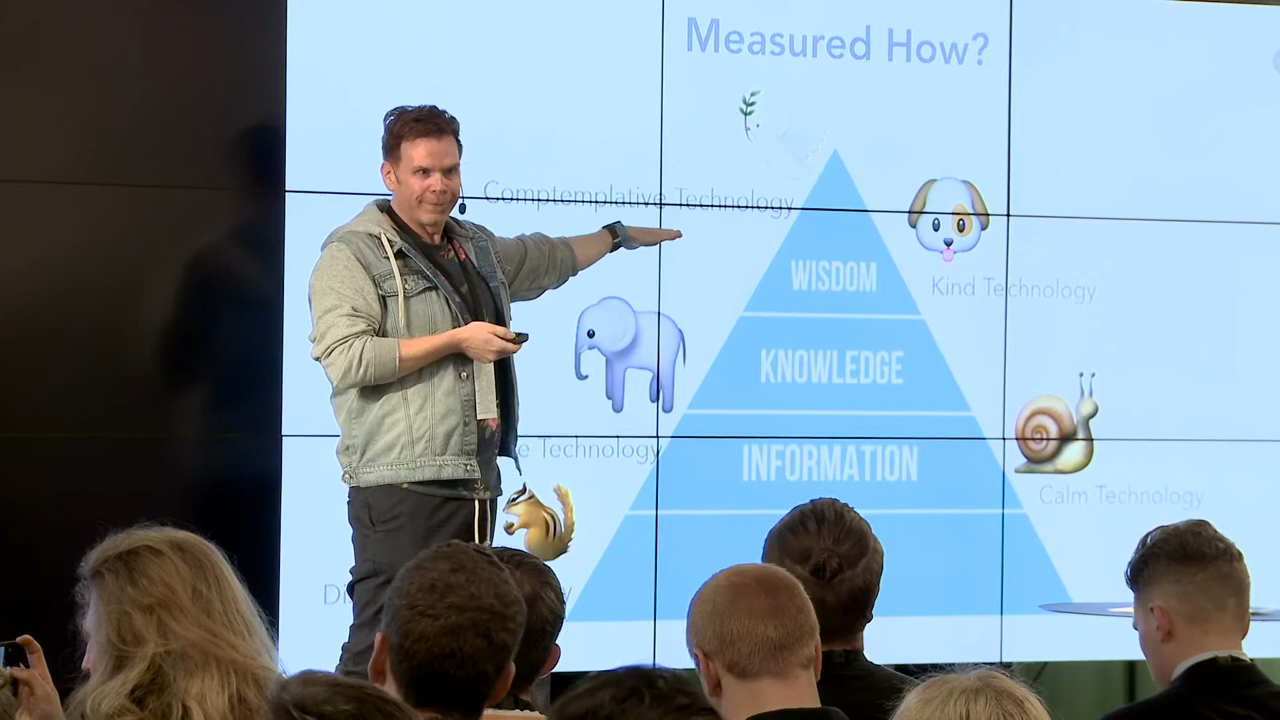 Measured How?
Comptemplative Technology
WISDOM
Kind Technology
KNOWLEDGE
Technology
INFORMATION
Calm Technology